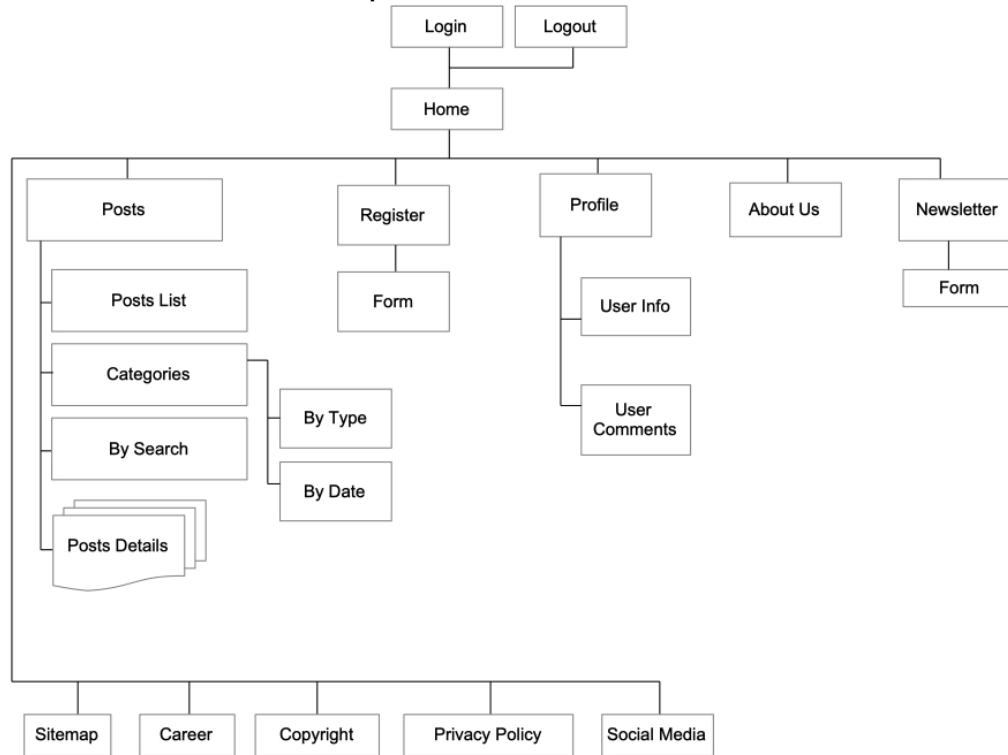 Login
Logout
Home
Posts
Register
Profile
About Us
Newsletter
Posts List
Form
User Info
Form
Categories
By Type
User
Comments
By Search
By Date
Posts Details
Sitemap
Career
Copyright
Privacy Policy
Social Media